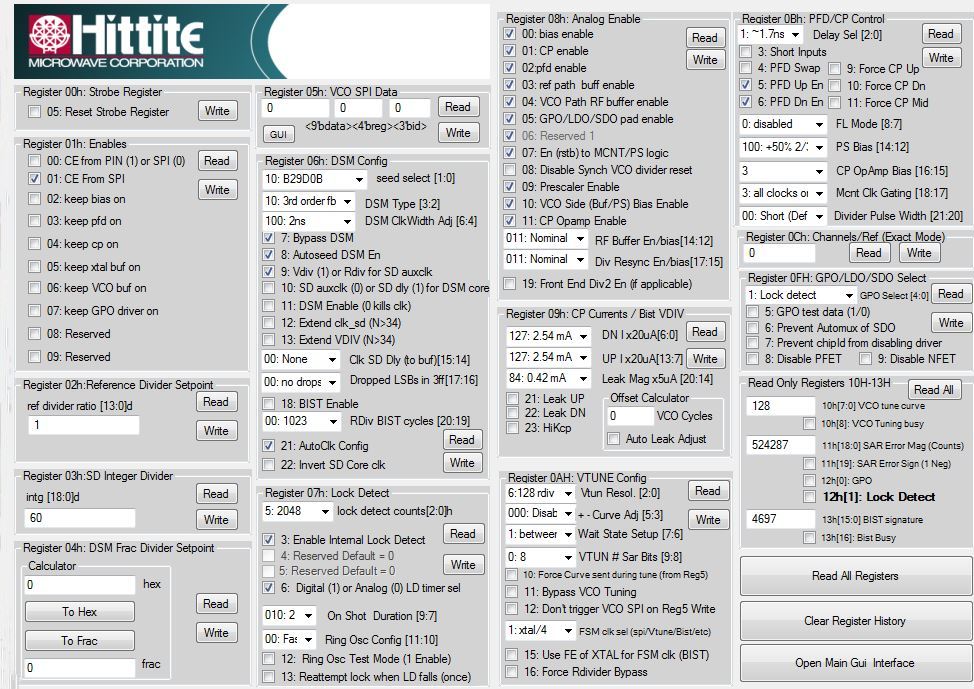 Hittite
MICROWAVE CORPORATION
Register 00h: Strobe Register
05: Reset Strobe Register
Write
Register 01h: Enables
00: CE from PIN (1) or SPI (0)
Read
01: CE From SPI
Write
02: keep bias on
03: keep pfd on
04: keep cp on
05: keep xtal buf on
06: keep VCO buf on
07: keep GPO driver on
08: Reserved
09: Reserved
Register 02h:Reference Divider Setpoint
ref divider ratio [13:0]d
Read
1
Write
Register 03h:SD Integer Divider
intg [18:0]d
Read
60
Write
Register 04h: DSM Frac Divider Setpoint
Calculator
0
hex
To Hex
Read
To Frac
Write
0
frac
Register 05h: VCO SPI Data
0
0
0
Read
GUI
<9'bdata><4'breg><3'bid>
Write
Register 06h: DSM Config
10: B29D0B
seed select [1:0]
10: 3rd order fb
DSM Type [3:2]
100: 2ns
DSM ClkWidth Adj [6:4]
7: Bypass DSM
8: Autoseed DSM En
9: Vdiv (1) or Rdiv for SD auxclk
10: SD auxclk (0) or SD dly (1) for DSM core
11: DSM Enable (0 kills clk)
12: Extend clk_sd (N>34)
13: Extend VDIV (N>34)
00: None
Clk SD Dly (to buf)[15:14]
00: no drops
Dropped LSBs in 3ff[17:16]
18: BIST Enable
00: 1023
RDiv BIST cycles [20:19]
21: AutoClk Config
Read
22: Invert SD Core clk
Write
Register 07h: Lock Detect
5: 2048
lock detect counts[2:0]h
3: Enable Internal Lock Detect
Read
4: Reserved Default = 0
5: Reserved Default = 0
Write
6: Digital (1) or Analog (0) LD timer sel
010: 2
On Shot Duration [9:7]
00: Fas
Ring Osc Config [11:10]
12: Ring Osc Test Mode (1 Enable)
13: Reattempt lock when LD falls (once)
Register 08h: Analog Enable
00: bias enable
Read
01: CP enable
Write
02:pfd enable
03: ref path buff enable
04: VCO Path RF buffer enable
05: GPO/LDO/SDO pad enable
06: Reserved 1
07: En (rstb) to MCNT/PS logic
08: Disable Synch VCO divider reset
09: Prescaler Enable
10: VCO Side (Buf/PS) Bias Enable
11: CP Opamp Enable
011: Nominal
RF Buffer En/bias[14:12]
011: Nominal
Div Resync En/bias[17:15]
19: Front End Div2 En (if applicable)
Register 09h: CP Currents / Bist VDIV
127: 2.54 mA
DN I x20uA[6:0]
Read
127: 2.54 mA
UP I x20uA[13:7]
Write
84: 0.42 mA
Leak Mag x5uA [20:14]
21: Leak UP
22: Leak DN
23: HiKcp
Offset Calculator
0
VCO Cycles
Auto Leak Adjust
Register 0AH: VTUNE Config
6:128 rdiv
Vtun Resol. [2:0]
Read
000: Disab
+ - Curve Adj [5:3]
Write
1: between
Wait State Setup [7:6]
0: 8
VTUN # Sar Bits [9:8]
10: Force Curve sent during tune (from Reg5)
11: Bypass VCO Tuning
12: Don't trigger VCO SPI on Reg5 Write
1: xtal/4
FSM clk sel (spi/Vtune/Bist/etc)
15: Use FE of XTAL for FSM clk (BIST)
16: Force Rdivider Bypass
Register 0Bh: PFD/CP Control
1: ~1.7ns
Delay Sel [2:0]
Read
3: Short Inputs
Write
4: PFD Swap
9: Force CP Up
5: PFD Up En
10: Force CP Dn
6: PFD Dn En
11: Force CP Mid
0: disabled
FL Mode [8:7]
100: +50% 2/
PS Bias [14:12]
3
CP OpAmp Bias [16:15]
3: all clocks or
Mcnt Clk Gating [18:17]
00: Short (Def
Divider Pulse Width [21:20]
Register 0Ch: Channels/Ref (Exact Mode)
0
Read
Write
Register 0FH: GPO/LDO/SDO Select
1: Lock detect
GPO Select [4:0]
Read
5: GPO test data (1/0)
6: Prevent Automux of SDO
Write
7: Prevent chipId from disabling driver
8: Disable PFET
9: Disable NFET
Read Only Registers 10H-13H
Read All
128
10h[7:0] VCO tune curve
10h[8]: VCO Tuning busy
524287
11h[18:0] SAR Error Mag (Counts)
11h[19]: SAR Error Sign (1 Neg)
12h[0]: GPO
12h[1]: Lock Detect
4697
13h[15:0] BIST signature
13h[16]: Bist Busy
Read All Registers
Clear Register History
Open Main Gui Interface